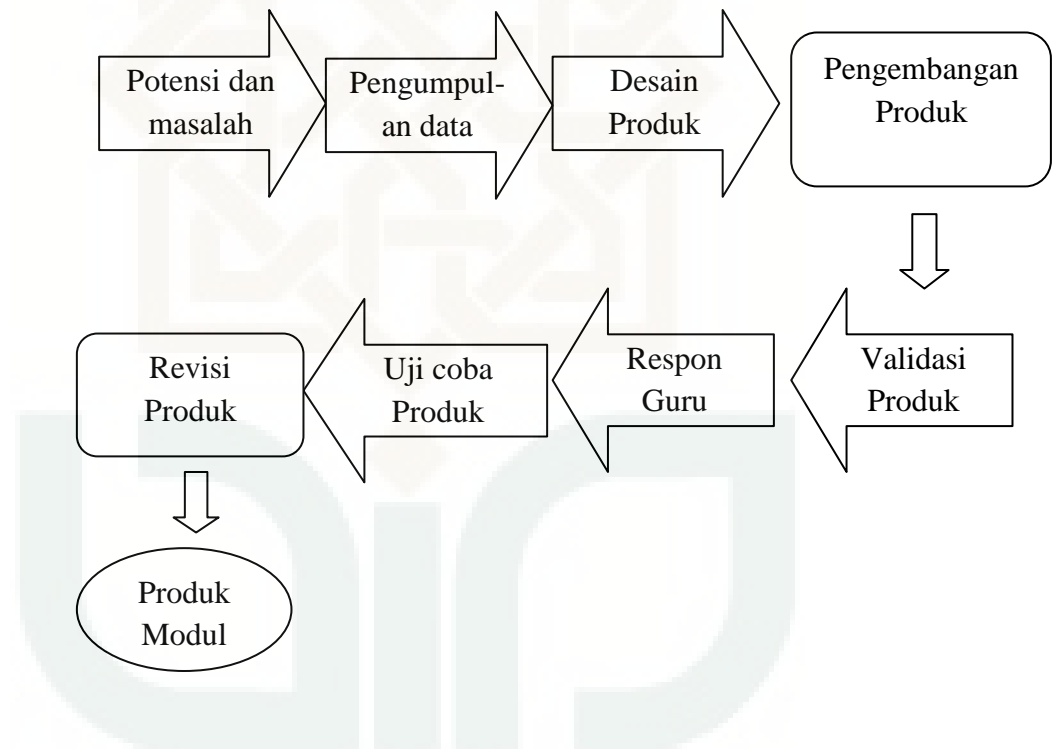 Potensi dan
masalah
Pengumpul-
an data
Desain
Produk
Pengembangan
Produk
Validasi
Produk
Respon
Guru
Uji coba
Produk
Revisi
Produk
Produk
Modul